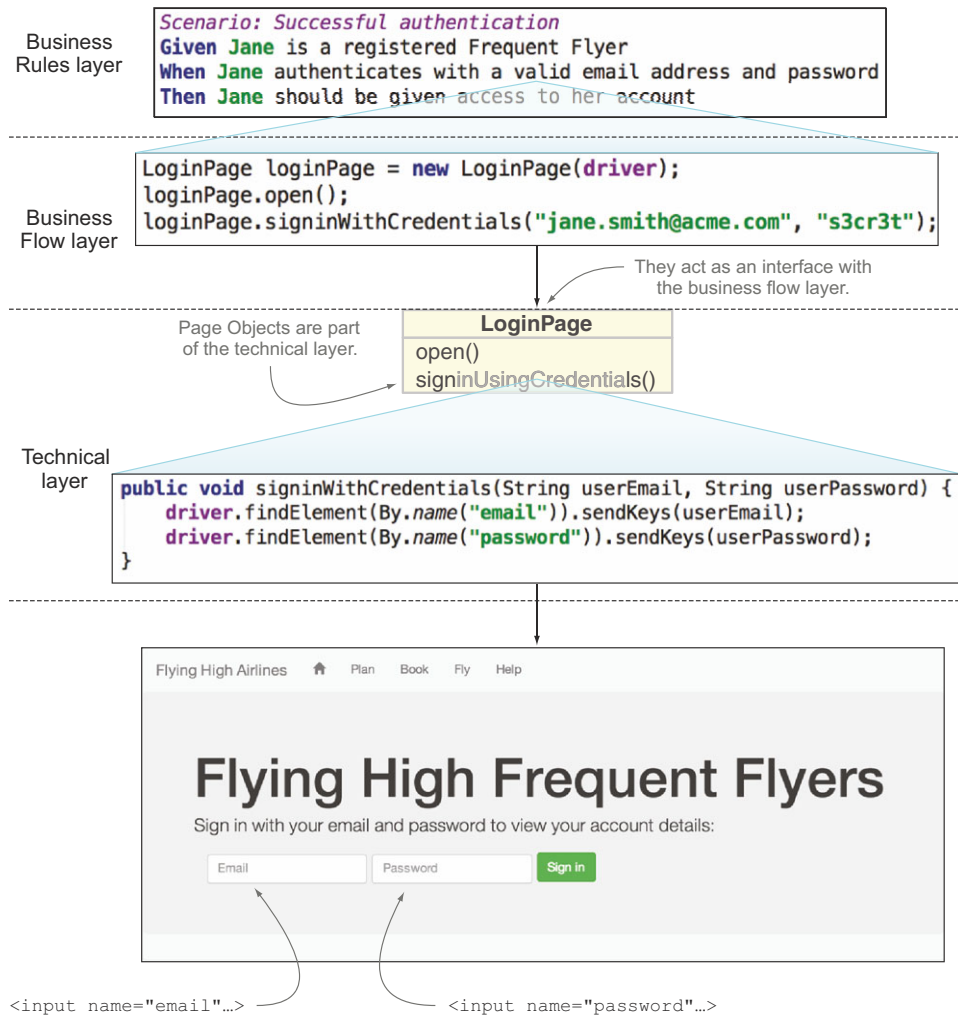 Business
Rules layer
Scenario: Successful authentication
Given Jane is a registered Frequent Flyer
When Jane authenticates with a valid email address and password
Then Jane should be given access to her account
Business
Flow layer
LoginPage loginPage = new LoginPage(driver);
loginPage.open();
loginPage.signinWithCredentials("jane.smith@acme.com", "s3cr3t");
They act as an interface with
the business flow layer.
Page Objects are part
of the technical layer.
LoginPage
open()
signinUsingCredentials()
Technical
layer
public void signinWithCredentials(String userEmail, String userPassword) {
driver.findElement(By.name("email")).sendKeys(userEmail);
driver.findElement(By.name("password")).sendKeys(userPassword);
}
Flying High Airlines Plan Book Fly Help
Flying High Frequent Flyers
Sign in with your email and password to view your account details:
Email Password Sign in
<input name="email"…> <input name="password"…>